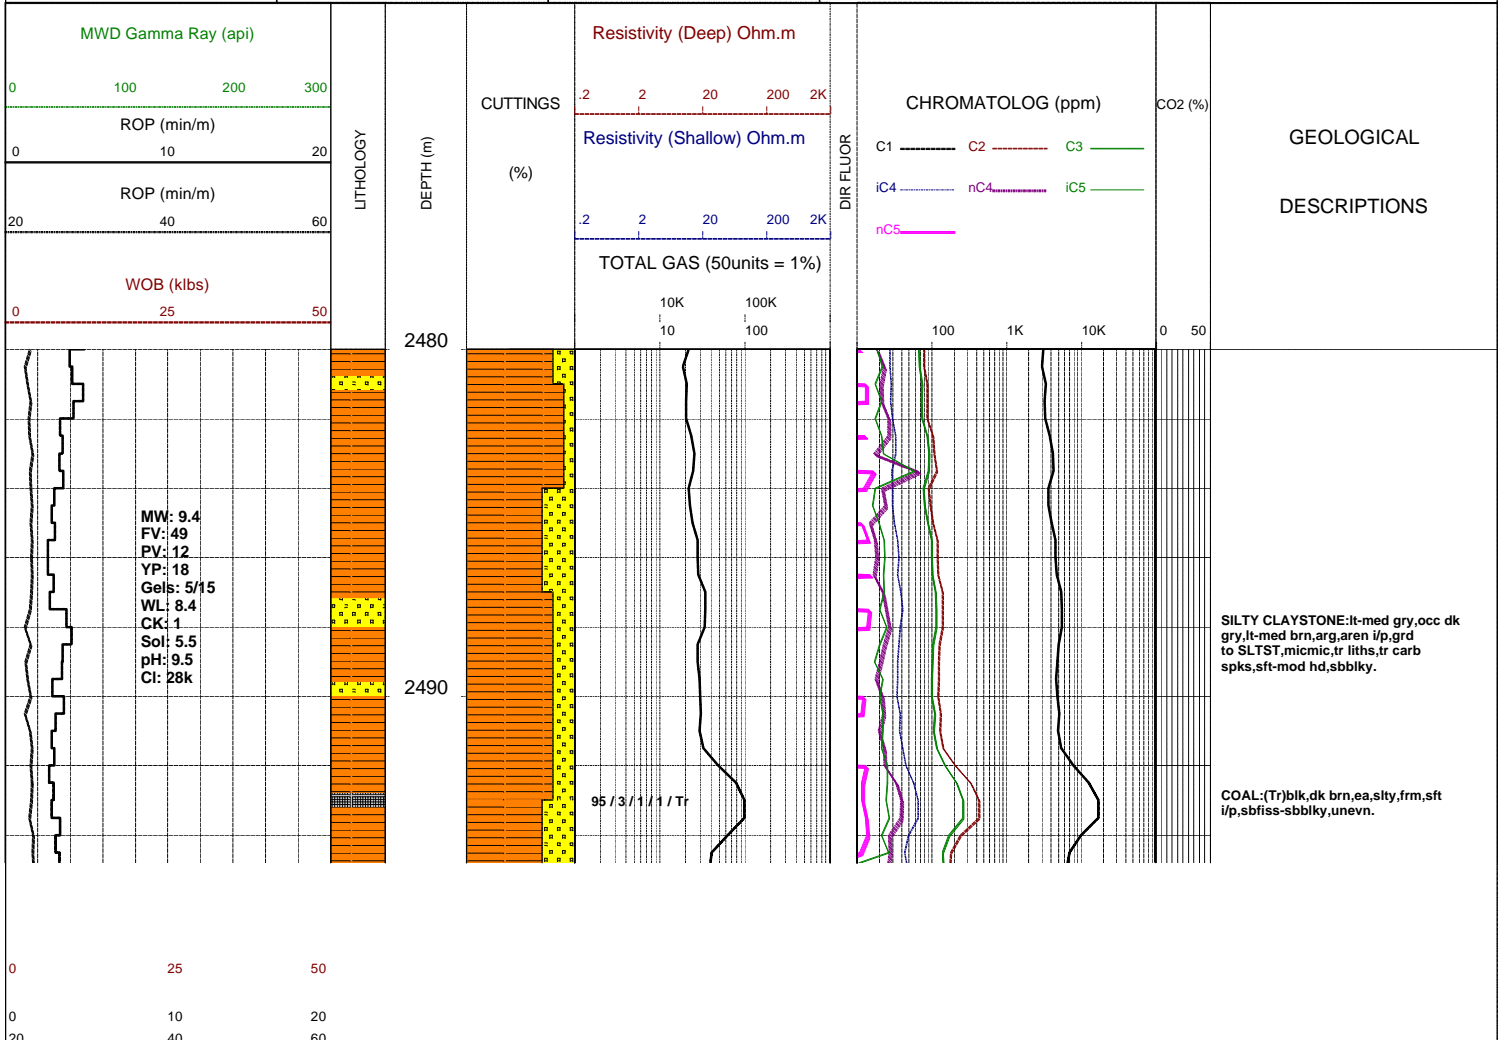 MWD Gamma Ray (api)
0 100 200 300
ROP (min/m)
0 10 20
ROP (min/m)
20 40 60
WOB (klbs)
0 25 50
LITHOLOGY
DEPTH (m)
CUTTINGS
(%)
Resistivity (Deep) Ohm.m
.2 2 20 200 2K
Resistivity (Shallow) Ohm.m
.2 2 20 200 2K
TOTAL GAS (50units = 1%)
10K 100K
10 100
DIR FLUOR
CHROMATOLOG (ppm)
C1 C2 C3
iC4 nC4 iC5
nC5
100 1K 10K
CO2 (%)
0 50
GEOLOGICAL
DESCRIPTIONS
2480
MW: 9.4
FV: 49
PV: 12
YP: 18
Gels: 5/15
WL: 8.4
CK: 1
Sol: 5.5
pH: 9.5
Cl: 28k
2490
SILTY CLAYSTONE:lt-med gry,occ dk
gry,lt-med brn,arg,aren i/p,grd
to SLTST,micmic,tr liths,tr carb
spks,sft-mod hd,sbblky.
95 / 3 / 1 / 1 / Tr
COAL:(Tr)blk,dk brn,ea,slty,frm,sft
i/p,sbfiss-sbblky,unevn.
0 25 50
0 10 20
20 40 60